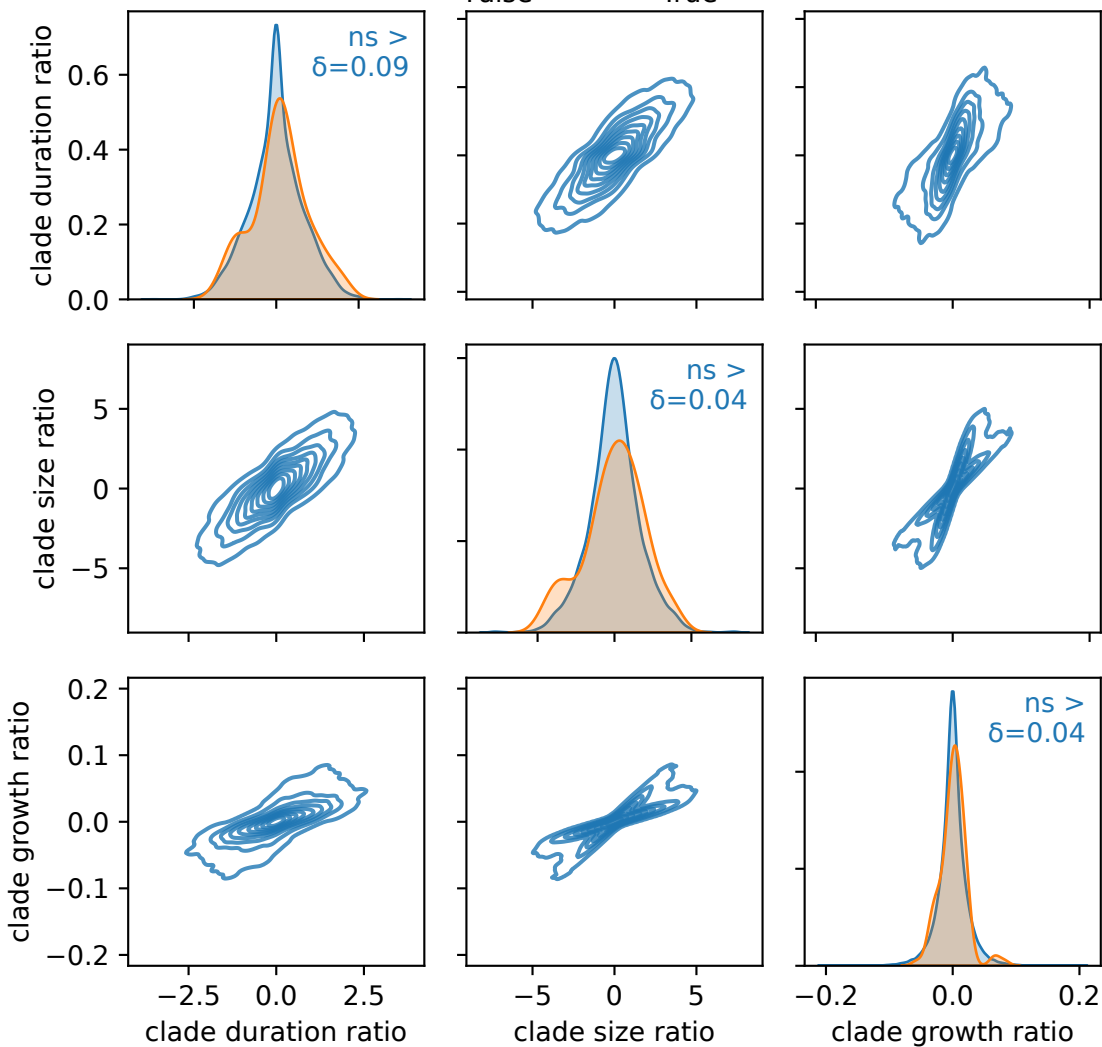 clade duration ratio
0.6
0.4
0.2
0.0
ns >
δ=0.09
clade size ratio
5
0
−5
ns >
δ=0.04
clade growth ratio
0.2
0.1
0.0
−0.1
−0.2
ns >
δ=0.04
−2.5 0.0 2.5
−5 0 5
−0.2 0.0 0.2
clade duration ratio
clade size ratio
clade growth ratio